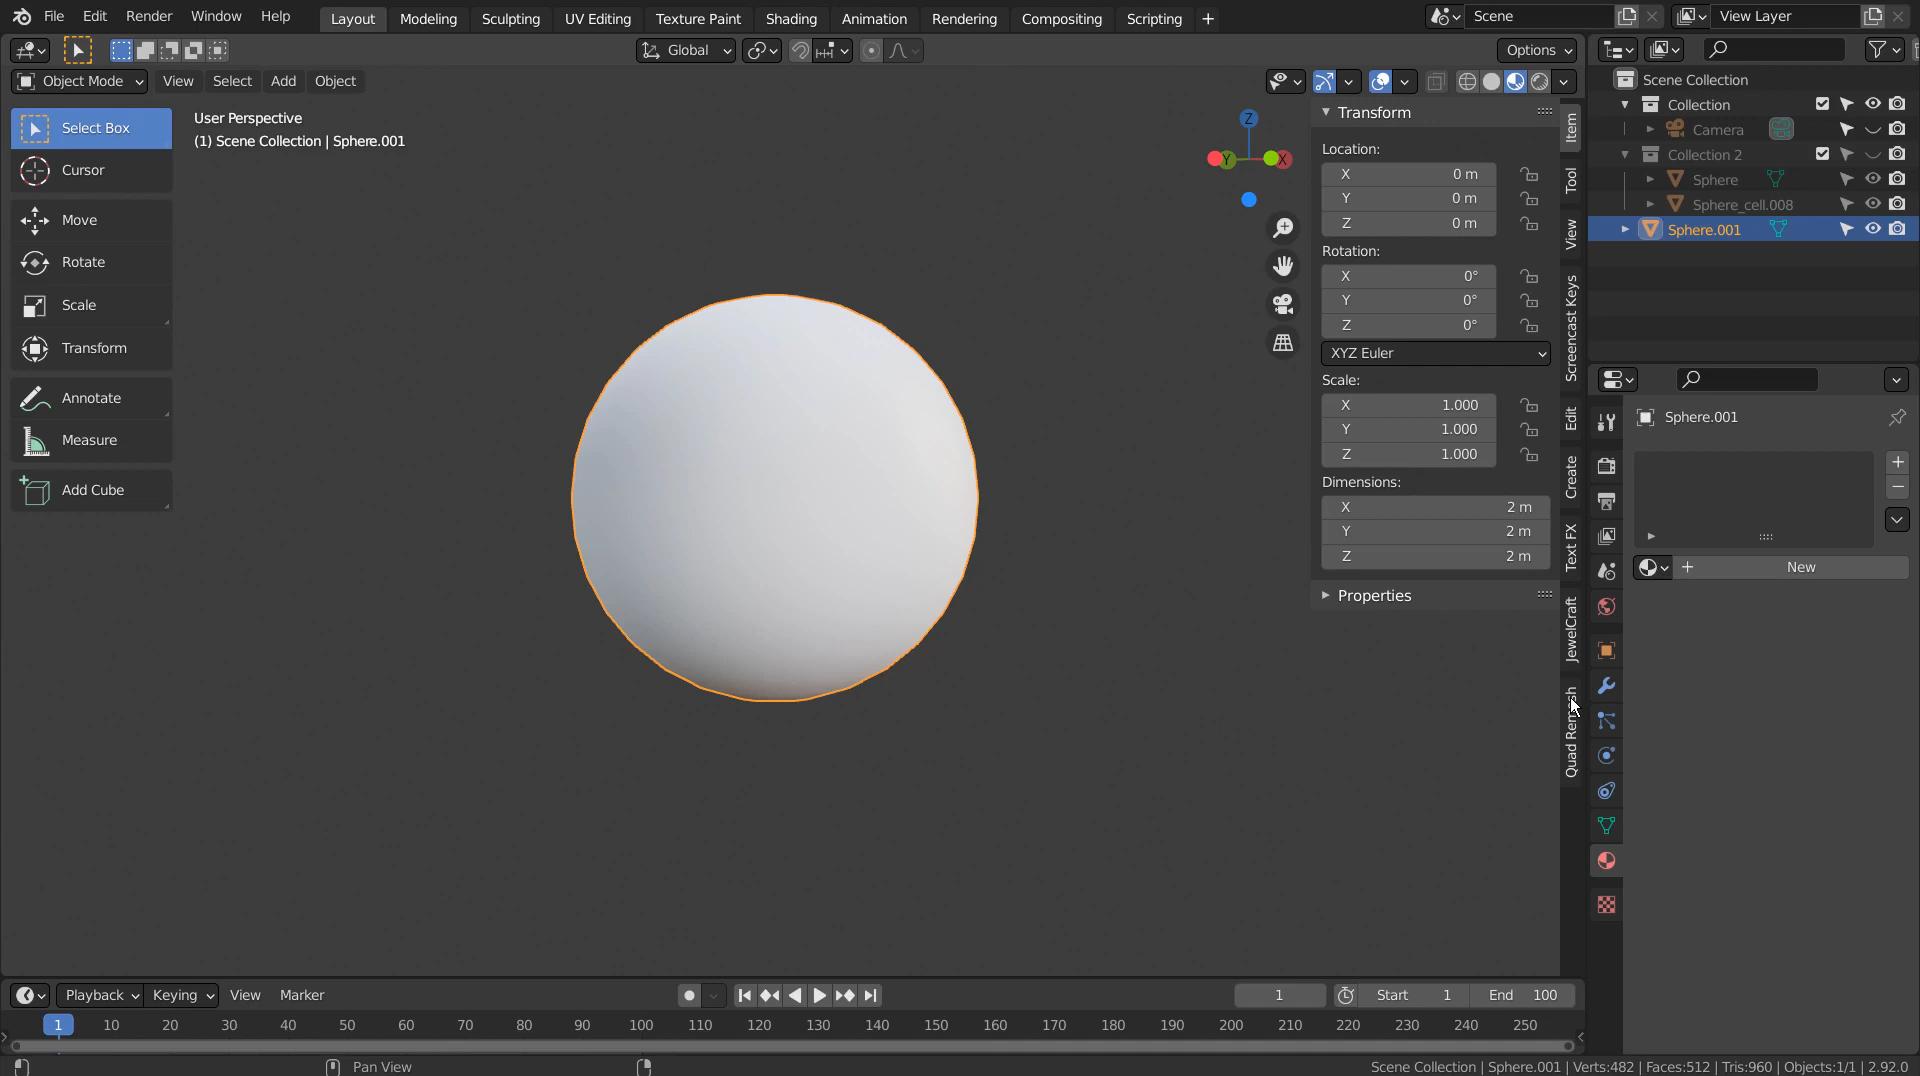 File Edit Render Window Help Layout Modeling Sculpting UV Editing Texture Paint Shading Animation Rendering Compositing Scripting + Scene View Layer
Global Options
Object Mode View Select Add Object
Select Box
Cursor
Move
Rotate
Scale
Transform
Annotate
Measure
Add Cube
User Perspective
(1) Scene Collection | Sphere.001
Z
Y X
Transform
Location:
X 0 m
Y 0 m
Z 0 m
Rotation:
X 0°
Y 0°
Z 0°
XYZ Euler
Scale:
X 1.000
Y 1.000
Z 1.000
Dimensions:
X 2 m
Y 2 m
Z 2 m
Properties
Item
Tool
View
Screencast Keys
Edit
Create
Text FX
JewelCraft
Quad Remesh
Scene Collection
Collection
Camera
Collection 2
Sphere
Sphere_cell.008
Sphere.001
Sphere.001
+ New
Playback Keying View Marker 1 Start 1 End 100
1 10 20 30 40 50 60 70 80 90 100 110 120 130 140 150 160 170 180 190 200 210 220 230 240 250
Pan View
Scene Collection | Sphere.001 | Verts:482 | Faces:512 | Tris:960 | Objects:1/1 | 2.92.0